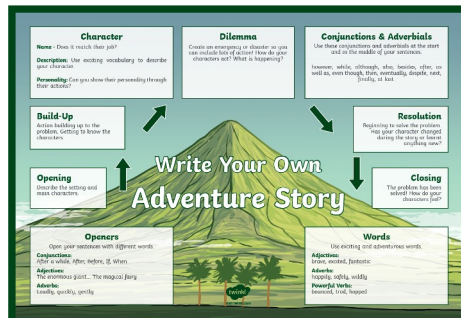 Character
Name - Does it match their job?
Description: Use exciting vocabulary to describe
your character
Personality: Can you show their personality through
their actions?
Dilemma
Create an emergency or disaster so you
can include lots of action! How do your
characters act? What is happening?
Conjunctions & Adverbials
Use these conjunctions and adverbials at the start
and in the middle of your sentences.
however, while, although, also, besides, after, as
well as, even though, then, eventually, despite, next,
finally, at last
Build-Up
Action building up to the
problem. Getting to know the
characters
Resolution
Beginning to solve the problem.
Has your character changed
during the story or learnt
anything new?
Opening
Describe the setting and
main characters.
Closing
The problem has been
solved! How do your
characters feel?
Write Your Own
Adventure Story
Openers
Open your sentences with different words.
Conjunctions:
After a while, After, Before, If, When
Adjectives:
The enormous giant... The magical fairy
Adverbs:
Loudly, quickly, gently
Words
Use exciting and adventurous words.
Adjectives:
brave, excited, fantastic
Adverbs:
happily, safely, wildly
Powerful Verbs:
bounced, trod, hopped
twinkl